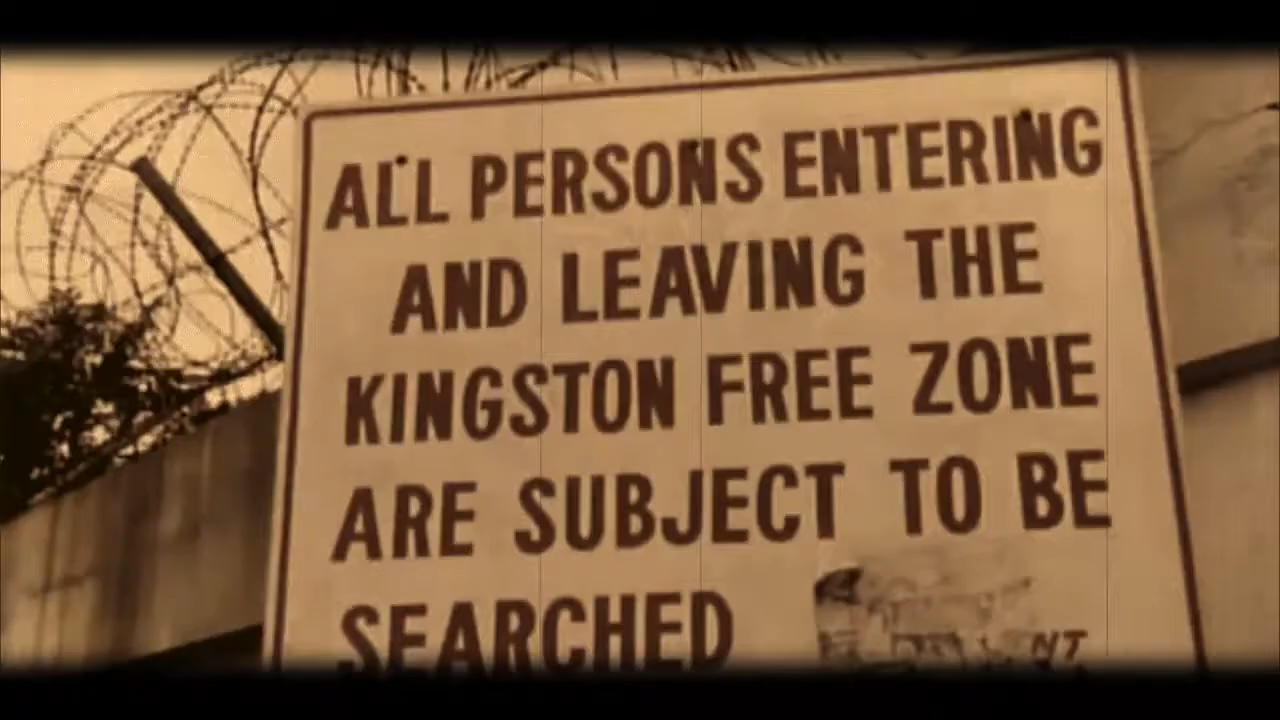 ALL PERSONS ENTERING
AND LEAVING THE
KINGSTON FREE ZONE
ARE SUBJECT TO BE
SEARCHED